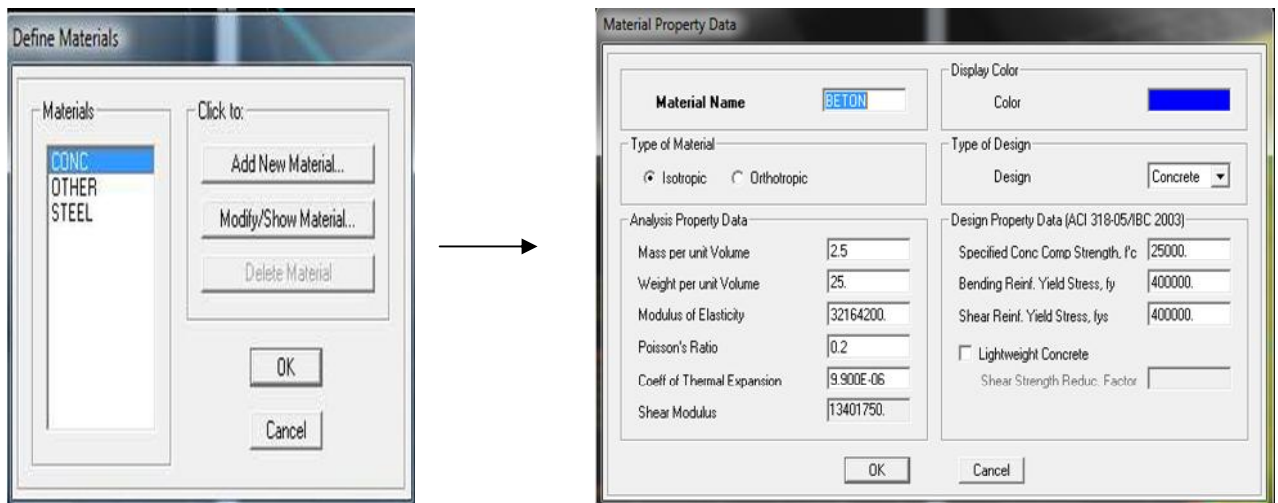 Define Materials
Materials
CONC
OTHER
STEEL
Click to:
Add New Material...
Modify/Show Material...
Delete Material
OK
Cancel
Material Property Data
Material Name BETON
Display Color
Color
Type of Material
Isotropic Orthotropic
Type of Design
Design Concrete
Analysis Property Data
Mass per unit Volume 2.5
Weight per unit Volume 25.
Modulus of Elasticity 32164200.
Poisson's Ratio 0.2
Coeff of Thermal Expansion 9.900E-06
Shear Modulus 13401750.
Design Property Data (ACI 318-05/IBC 2003)
Specified Conc Comp Strength, f'c 25000.
Bending Reinf. Yield Stress, fy 400000.
Shear Reinf. Yield Stress, fys 400000.
Lightweight Concrete
Shear Strength Reduc. Factor
OK Cancel